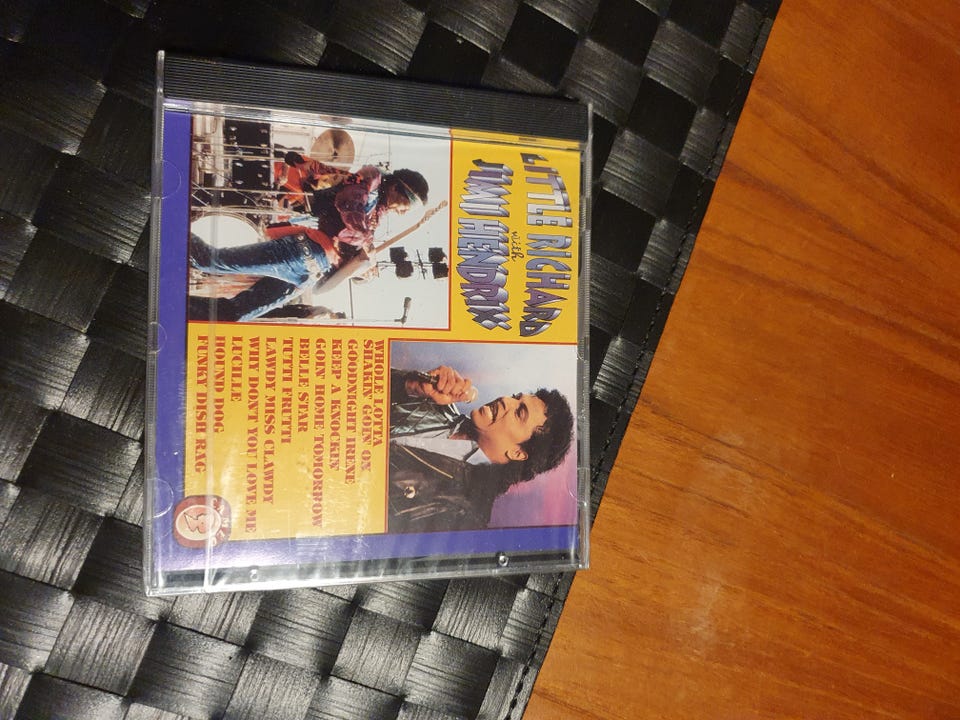 LITTLE RICHARD
with
JIMI HENDRIX
WHOLE LOTTA
SHAKIN' GOIN' ON
GOODNIGHT IRENE
KEEP A KNOCKIN'
GOIN' HOME TOMORROW
BELLE STAR
TUTTI FRUTTI
LAWDY MISS CLAWDY
WHY DON'T YOU LOVE ME
LUCILLE
HOUND DOG
FUNKY DISH RAG